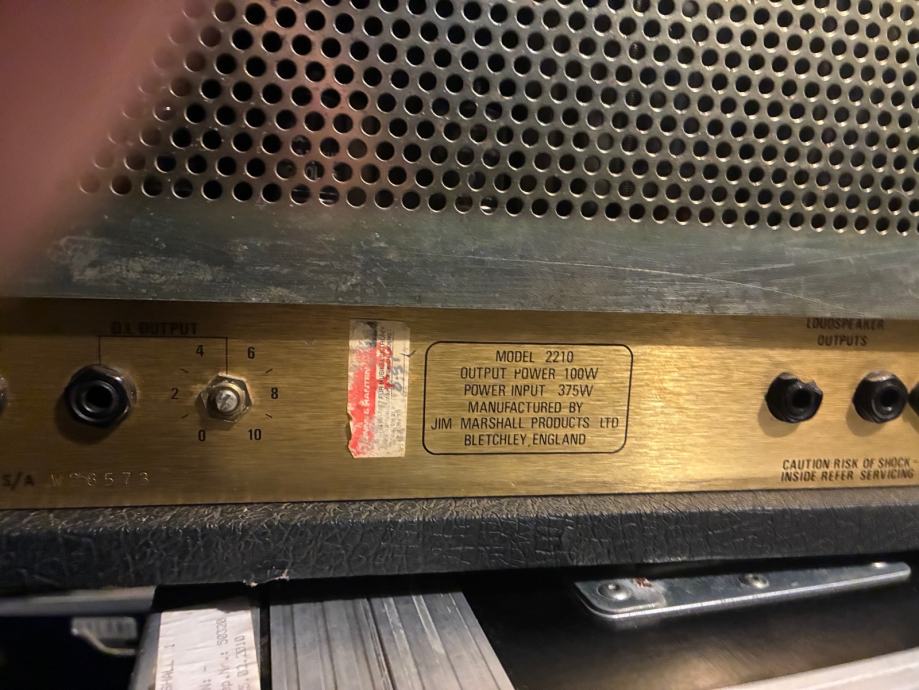 D.I. OUTPUT
4 6
2 8
0 10
S/A
MODEL 2210
OUTPUT POWER 100W
POWER INPUT 375W
MANUFACTURED BY
JIM MARSHALL PRODUCTS LTD
BLETCHLEY, ENGLAND
LOUDSPEAKER
OUTPUTS
CAUTION RISK OF SHOCK-
INSIDE REFER SERVICING